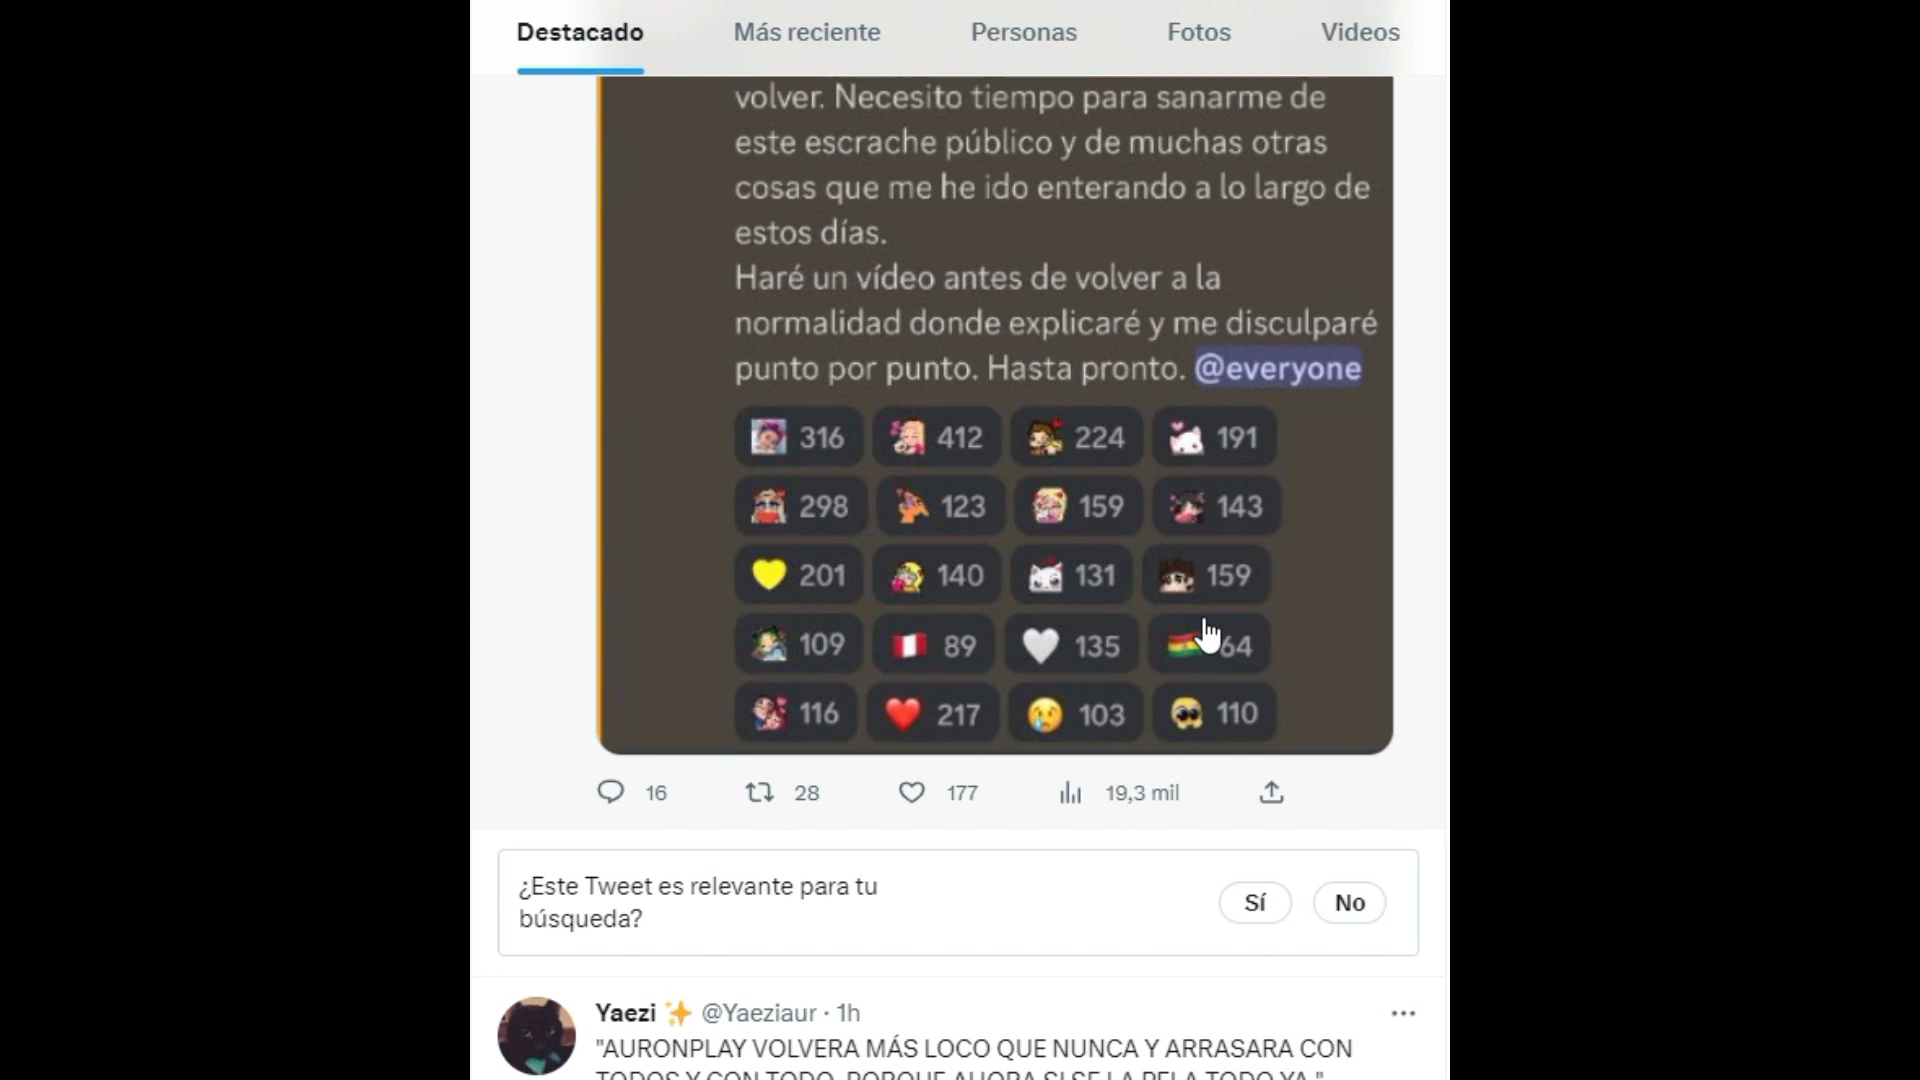 Destacado Más reciente Personas Fotos Videos
volver. Necesito tiempo para sanarme de
este escrache público y de muchas otras
cosas que me he ido enterando a lo largo de
estos días.
Haré un vídeo antes de volver a la
normalidad donde explicaré y me disculparé
punto por punto. Hasta pronto. @everyone
316 412 224 191
298 123 159 143
201 140 131 159
109 89 135 64
116 217 103 110
16 28 177 19,3 mil
¿Este Tweet es relevante para tu
búsqueda?
Sí No
Yaezi @Yaeziaur · 1h
"AURONPLAY VOLVERA MÁS LOCO QUE NUNCA Y ARRASARA CON
TODOS Y CON TODO, PORQUE AHORA SI SE LA PELA TODO YA."